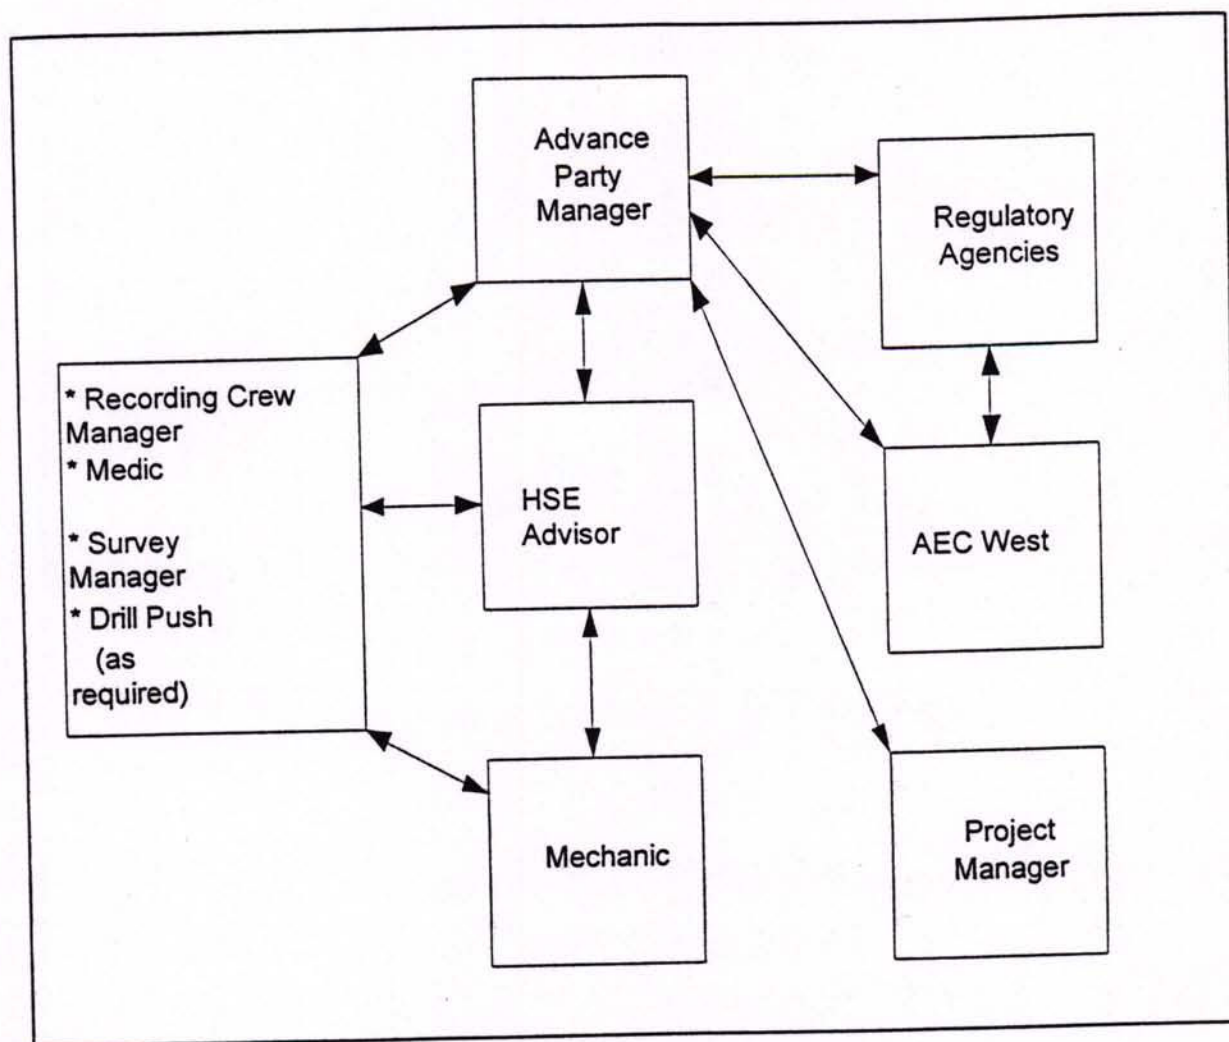 Advance
Party
Manager
Regulatory
Agencies
* Recording Crew
Manager
* Medic
* Survey
Manager
* Drill Push
(as
required)
HSE
Advisor
AEC West
Mechanic
Project
Manager